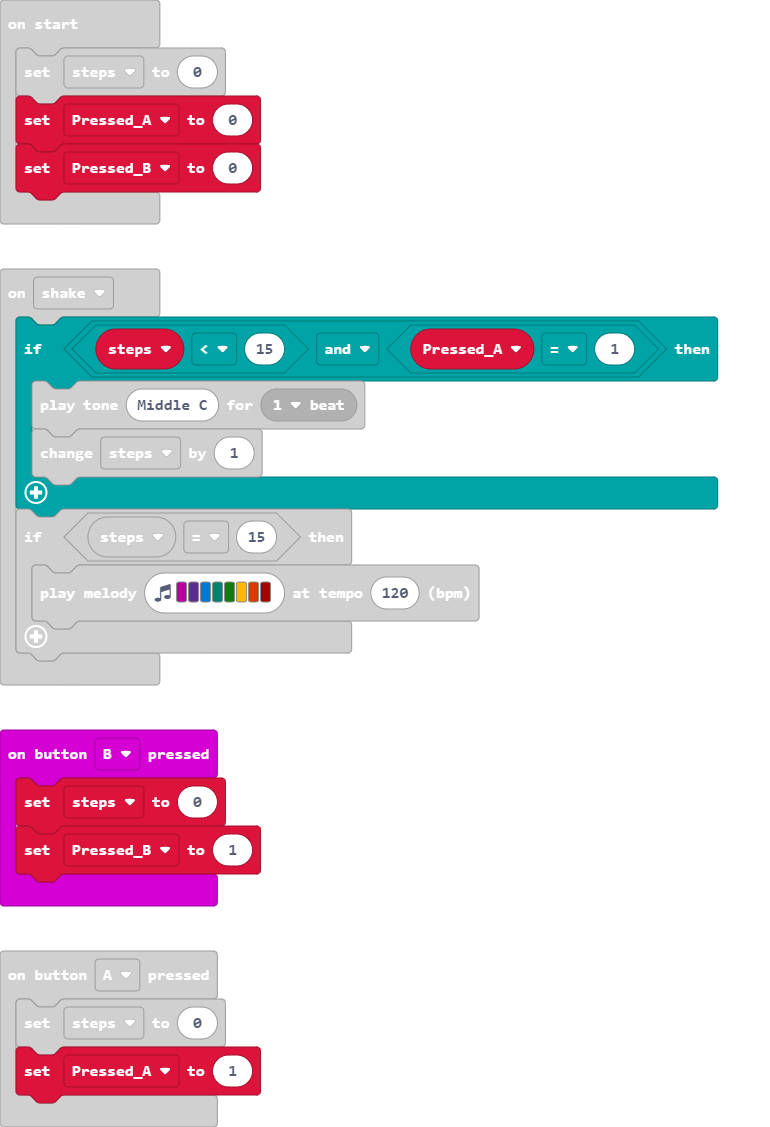 on start
set steps to 0
set Pressed_A to 0
set Pressed_B to 0
on shake
if steps < 15 and Pressed_A = 1 then
play tone Middle C for 1 beat
change steps by 1
if steps = 15 then
play melody at tempo 120 (bpm)
on button B pressed
set steps to 0
set Pressed_B to 1
on button A pressed
set steps to 0
set Pressed_A to 1